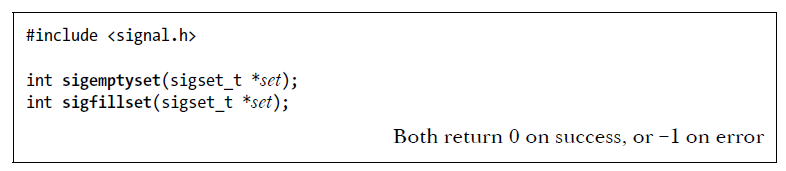 #include <signal.h>
int sigemptyset(sigset_t *set);
int sigfillset(sigset_t *set);
Both return 0 on success, or −1 on error